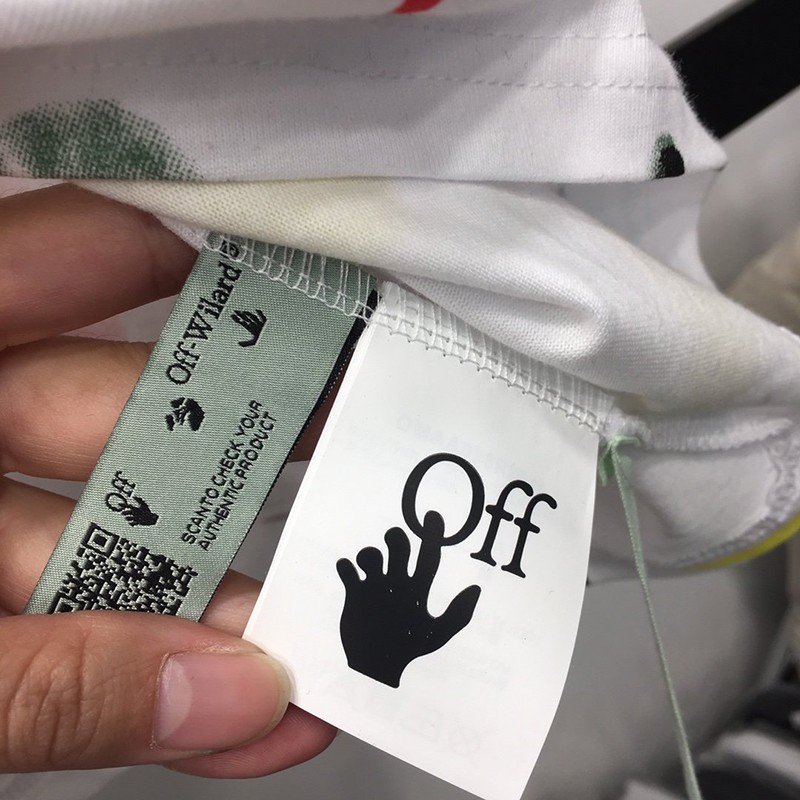 Off-Wilard
Off
SCAN TO CHECK YOUR
AUTHENTIC PRODUCT
Off